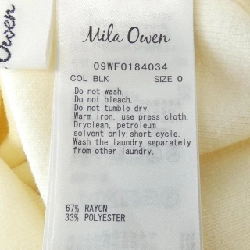 Owen
Mila Owen
09WF0184034
COL BLK SIZE 0
Do not wash.
Do not bleach.
Do not tumble dry.
Warm iron, use press cloth.
Dryclean, petroleum
solvent only short cycle.
Wash the laundry separately
from other laundry.
67% RAYON
33% POLYESTER